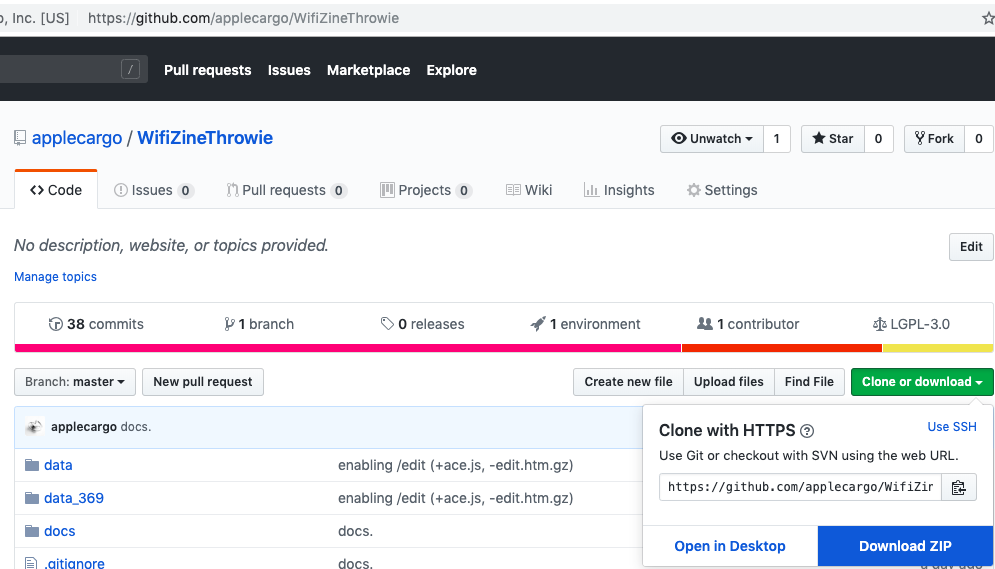 o, Inc. [US] https://github.com/applecargo/WifiZineThrowie
/ Pull requests Issues Marketplace Explore
applecargo / WifiZineThrowie Unwatch 1 Star 0 Fork 0
Code Issues 0 Pull requests 0 Projects 0 Wiki Insights Settings
No description, website, or topics provided. Edit
Manage topics
38 commits 1 branch 0 releases 1 environment 1 contributor LGPL-3.0
Branch: master New pull request Create new file Upload files Find File Clone or download
applecargo docs.
Clone with HTTPS ? Use SSH
Use Git or checkout with SVN using the web URL.
data enabling /edit (+ace.js, -edit.htm.gz)
https://github.com/applecargo/WifiZin
data_369 enabling /edit (+ace.js, -edit.htm.gz)
docs docs.
Open in Desktop Download ZIP
.gitignore docs. a day ago